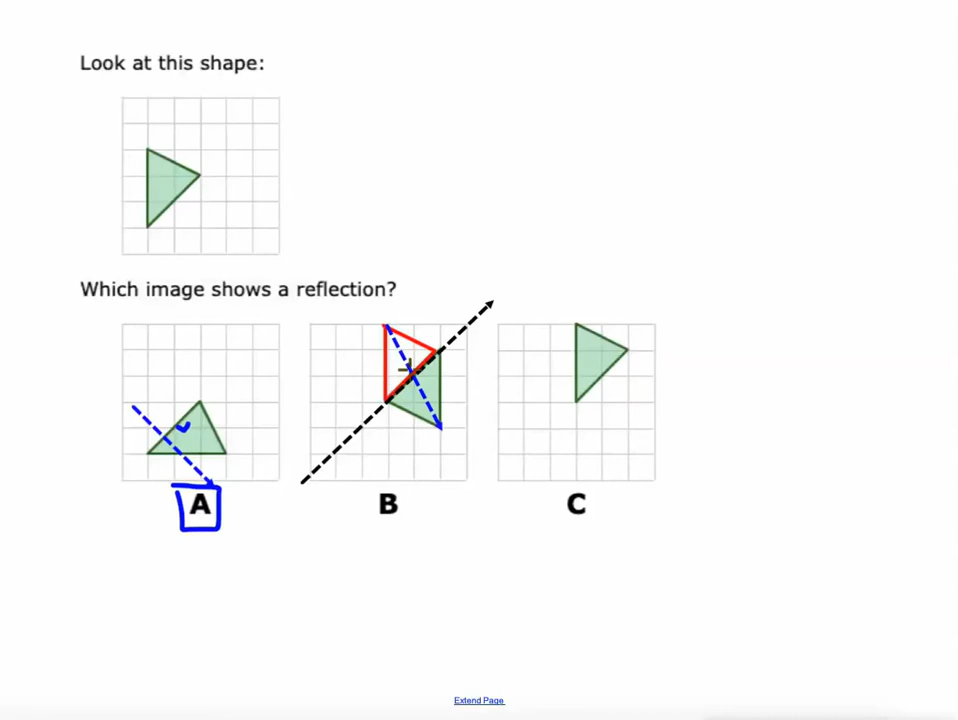 Look at this shape:
Which image shows a reflection?
A B C
Extend Page